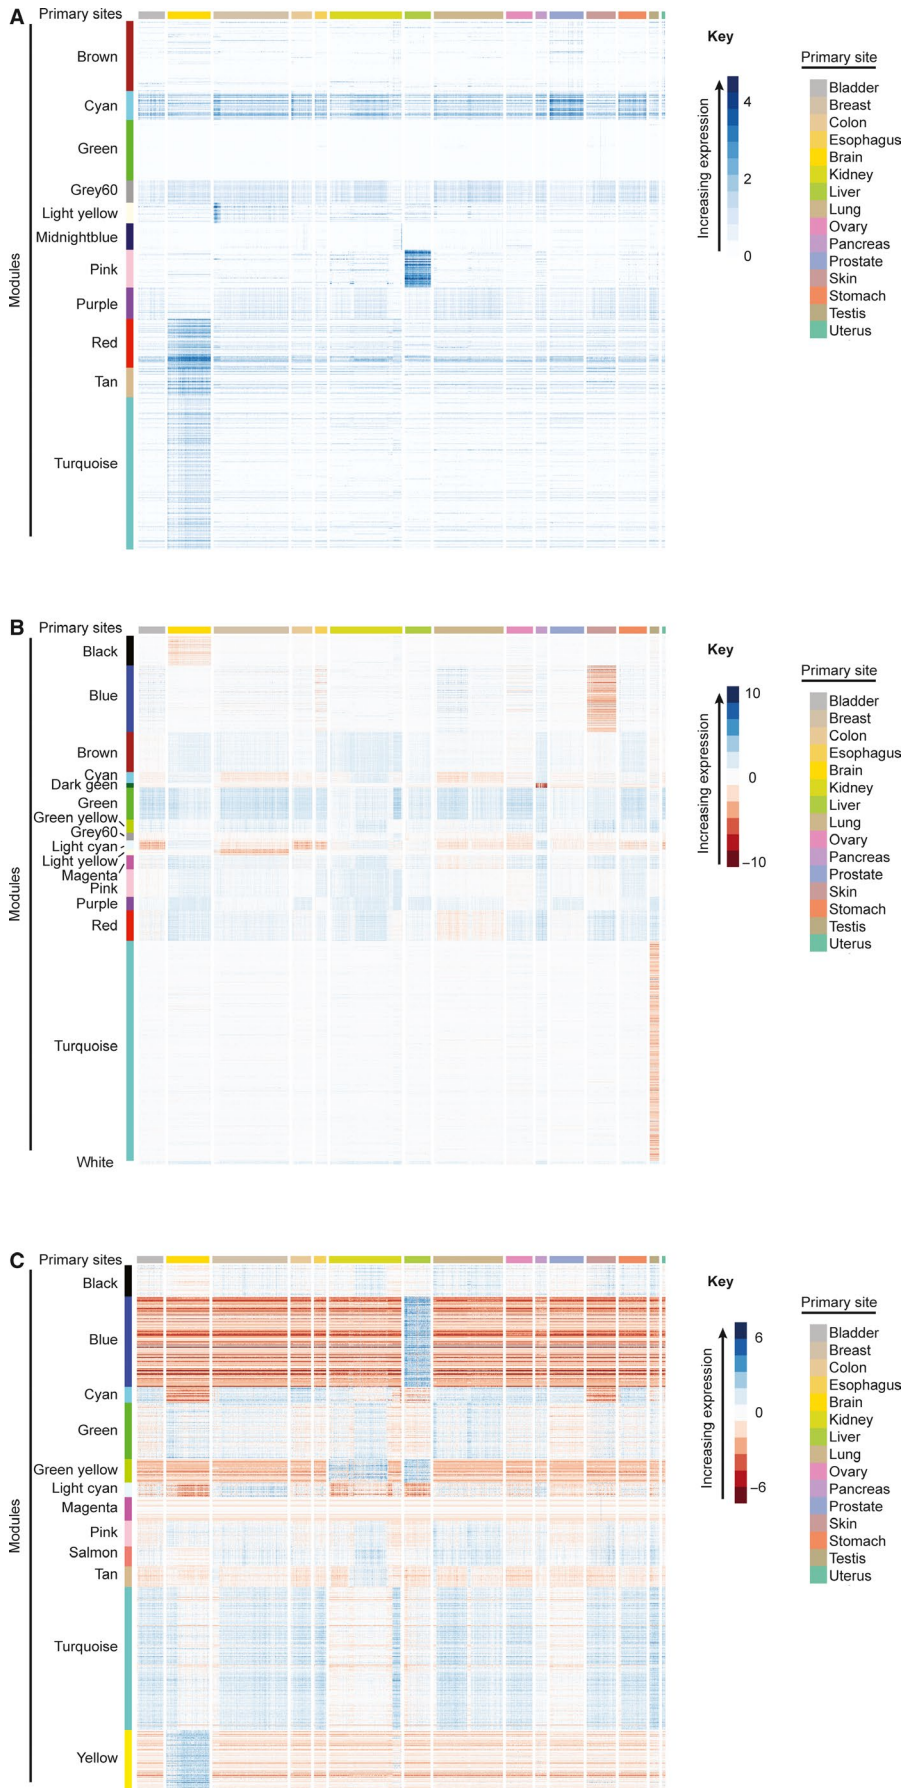 A
Primary sites
Modules
Brown
Cyan
Green
Grey60
Light yellow
Midnightblue
Pink
Purple
Red
Tan
Turquoise
Key
Increasing expression
4
2
0
Primary site
Bladder
Breast
Colon
Esophagus
Brain
Kidney
Liver
Lung
Ovary
Pancreas
Prostate
Skin
Stomach
Testis
Uterus
B
Primary sites
Modules
Black
Blue
Brown
Cyan
Dark geen
Green
Green yellow
Grey60
Light cyan
Light yellow
Magenta
Pink
Purple
Red
Turquoise
White
Key
Increasing expression
10
0
−10
Primary site
Bladder
Breast
Colon
Esophagus
Brain
Kidney
Liver
Lung
Ovary
Pancreas
Prostate
Skin
Stomach
Testis
Uterus
C
Primary sites
Modules
Black
Blue
Cyan
Green
Green yellow
Light cyan
Magenta
Pink
Salmon
Tan
Turquoise
Yellow
Key
Increasing expression
6
0
−6
Primary site
Bladder
Breast
Colon
Esophagus
Brain
Kidney
Liver
Lung
Ovary
Pancreas
Prostate
Skin
Stomach
Testis
Uterus